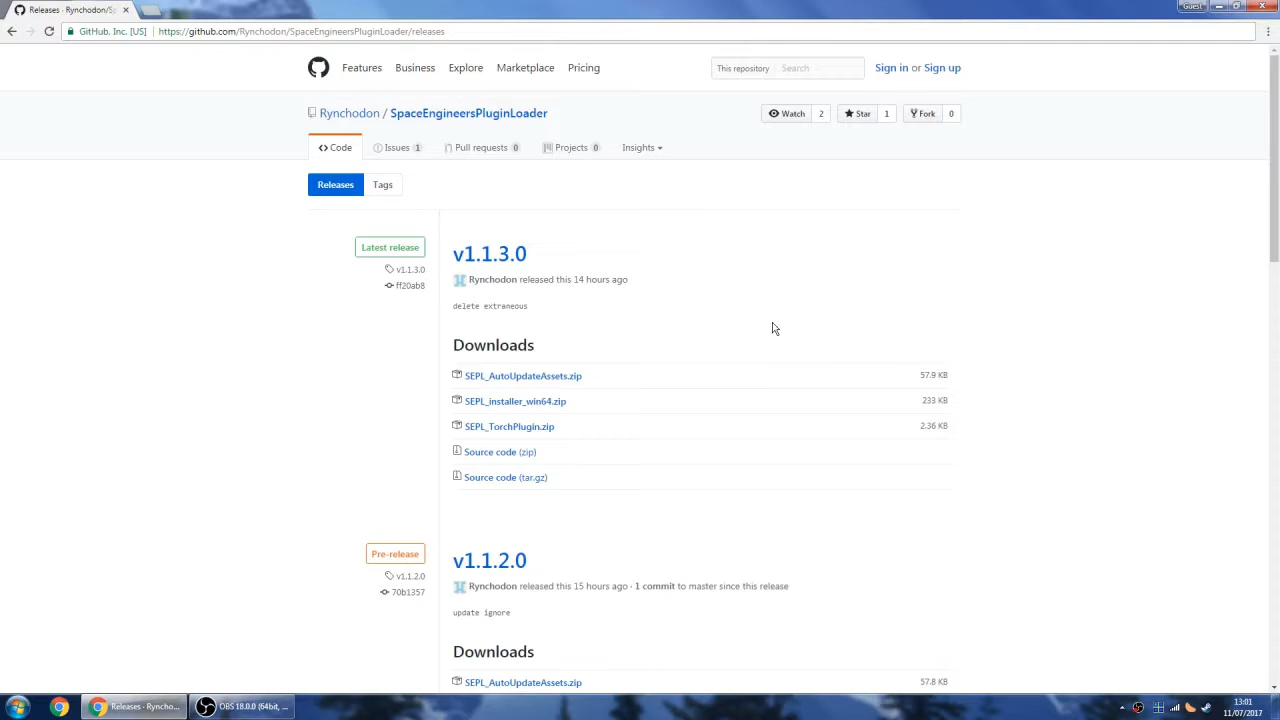 Releases · Rynchodon/Sp
Guest
GitHub, Inc. [US]
https://github.com/Rynchodon/SpaceEngineersPluginLoader/releases
Features
Business
Explore
Marketplace
Pricing
This repository
Search
Sign in or Sign up
Rynchodon / SpaceEngineersPluginLoader
Watch 2
Star 1
Fork 0
Code
Issues 1
Pull requests 0
Projects 0
Insights
Releases
Tags
Latest release
v1.1.3.0
ff20ab8
v1.1.3.0
Rynchodon released this 14 hours ago
delete extraneous
Downloads
SEPL_AutoUpdateAssets.zip 57.9 KB
SEPL_installer_win64.zip 233 KB
SEPL_TorchPlugin.zip 2.36 KB
Source code (zip)
Source code (tar.gz)
Pre-release
v1.1.2.0
70b1357
v1.1.2.0
Rynchodon released this 15 hours ago · 1 commit to master since this release
update ignore
Downloads
SEPL_AutoUpdateAssets.zip 57.8 KB
Releases · Ryncho...
OBS 18.0.0 (64bit, ...
13:01
11/07/2017